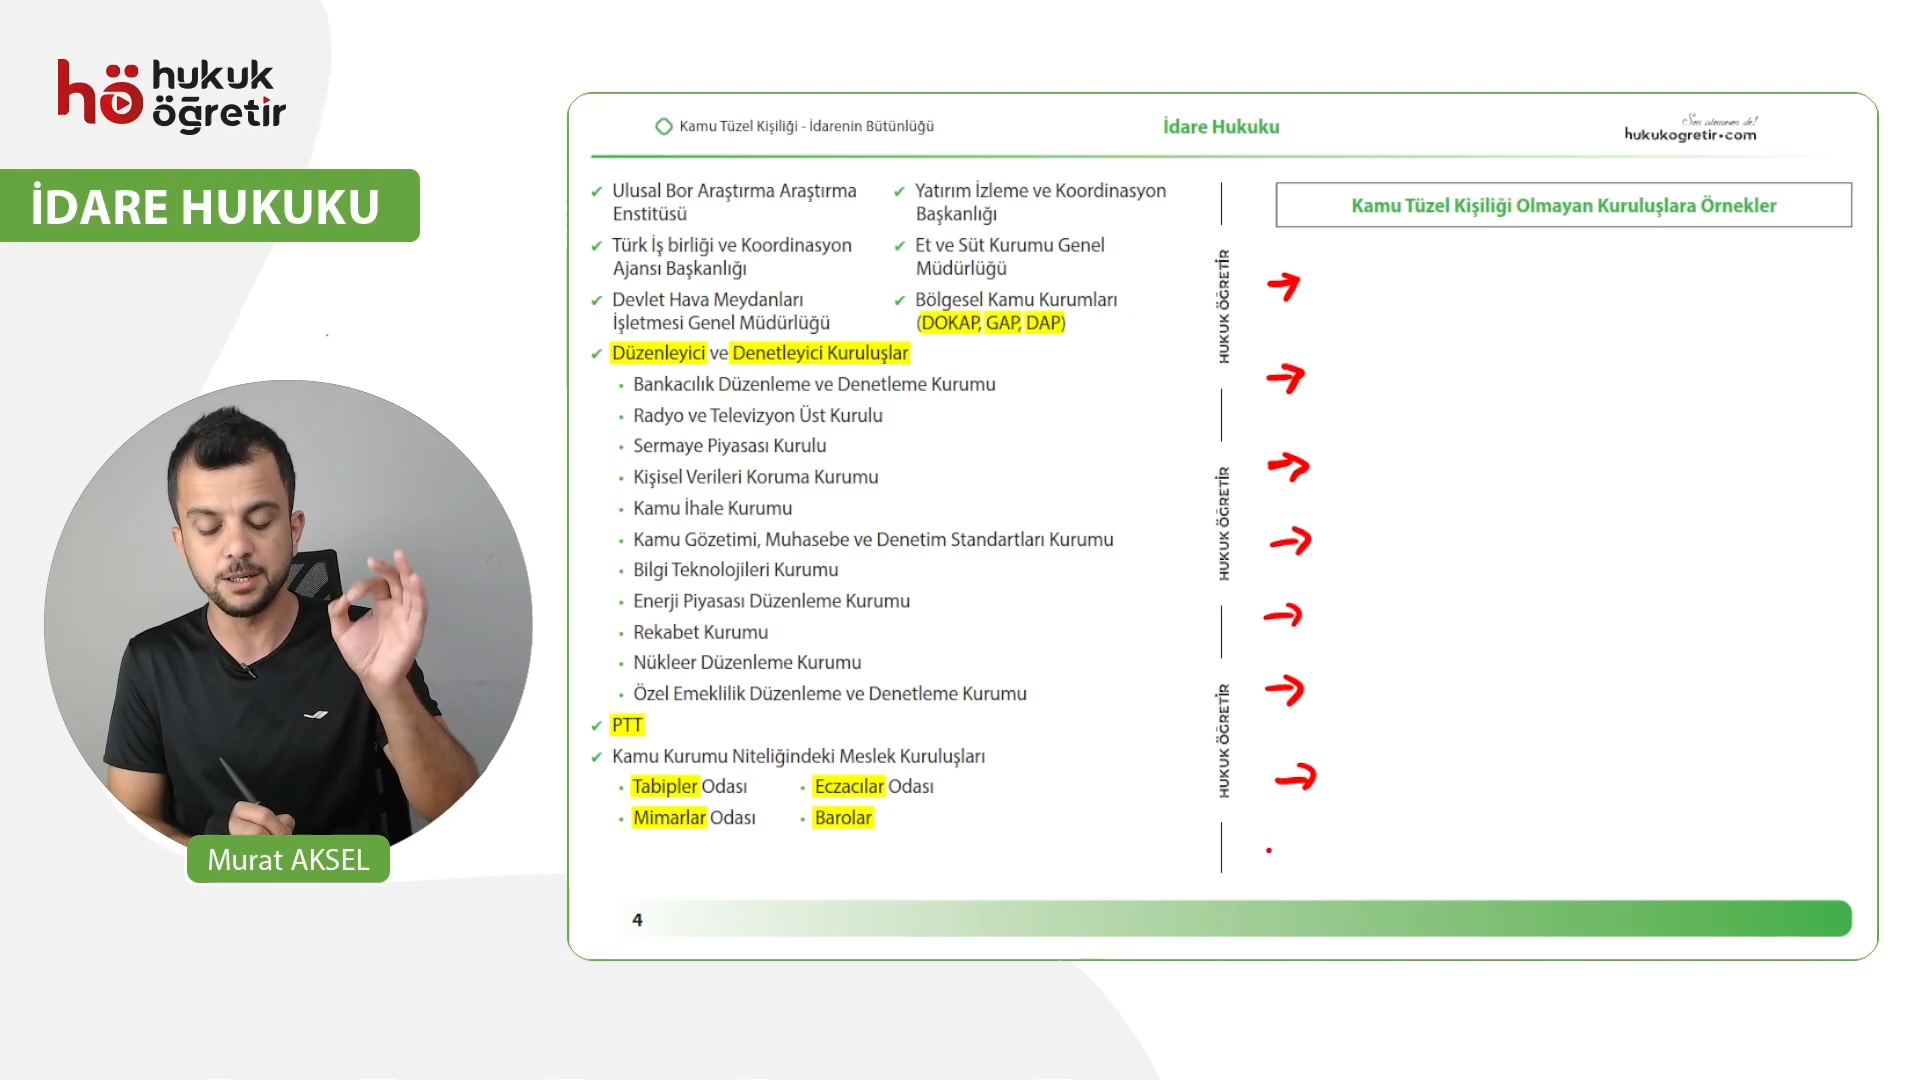 hö hukuk
öğretir
İDARE HUKUKU
Murat AKSEL
Kamu Tüzel Kişiliği - İdarenin Bütünlüğü
İdare Hukuku
hukukogretir•com
✔ Ulusal Bor Araştırma Araştırma
Enstitüsü
✔ Türk İş birliği ve Koordinasyon
Ajansı Başkanlığı
✔ Devlet Hava Meydanları
İşletmesi Genel Müdürlüğü
✔ Yatırım İzleme ve Koordinasyon
Başkanlığı
✔ Et ve Süt Kurumu Genel
Müdürlüğü
✔ Bölgesel Kamu Kurumları
(DOKAP, GAP, DAP)
✔ Düzenleyici ve Denetleyici Kuruluşlar
• Bankacılık Düzenleme ve Denetleme Kurumu
• Radyo ve Televizyon Üst Kurulu
• Sermaye Piyasası Kurulu
• Kişisel Verileri Koruma Kurumu
• Kamu İhale Kurumu
• Kamu Gözetimi, Muhasebe ve Denetim Standartları Kurumu
• Bilgi Teknolojileri Kurumu
• Enerji Piyasası Düzenleme Kurumu
• Rekabet Kurumu
• Nükleer Düzenleme Kurumu
• Özel Emeklilik Düzenleme ve Denetleme Kurumu
✔ PTT
✔ Kamu Kurumu Niteliğindeki Meslek Kuruluşları
• Tabipler Odası
• Eczacılar Odası
• Mimarlar Odası
• Barolar
HUKUK ÖĞRETİR
HUKUK ÖĞRETİR
HUKUK ÖĞRETİR
Kamu Tüzel Kişiliği Olmayan Kuruluşlara Örnekler
4